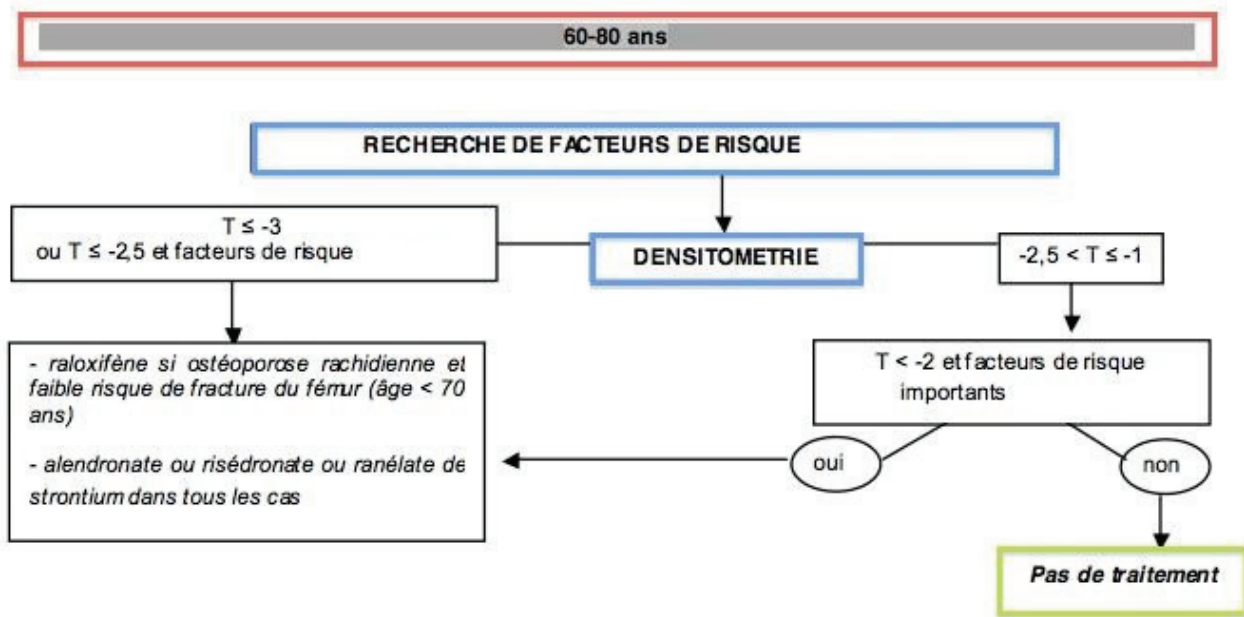 60-80 ans
RECHERCHE DE FACTEURS DE RISQUE
T ≤ -3
ou T ≤ -2,5 et facteurs de risque
DENSITOMETRIE
-2,5 < T ≤ -1
- raloxifène si ostéoporose rachidienne et
faible risque de fracture du fémur (âge < 70
ans)
- alendronate ou risédronate ou ranélate de
strontium dans tous les cas
T < -2 et facteurs de risque
importants
oui
non
Pas de traitement